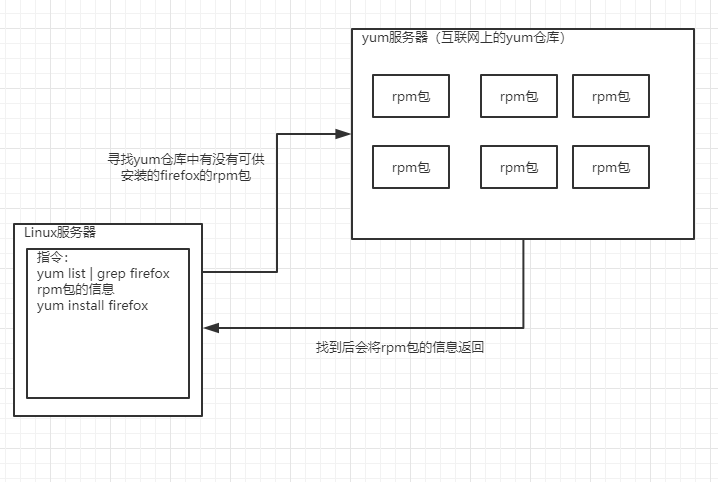 yum服务器（互联网上的yum仓库）
rpm包
rpm包
rpm包
rpm包
rpm包
rpm包
寻找yum仓库中有没有可供
安装的firefox的rpm包
Linux服务器
指令：
yum list | grep firefox
rpm包的信息
yum install firefox
找到后会将rpm包的信息返回